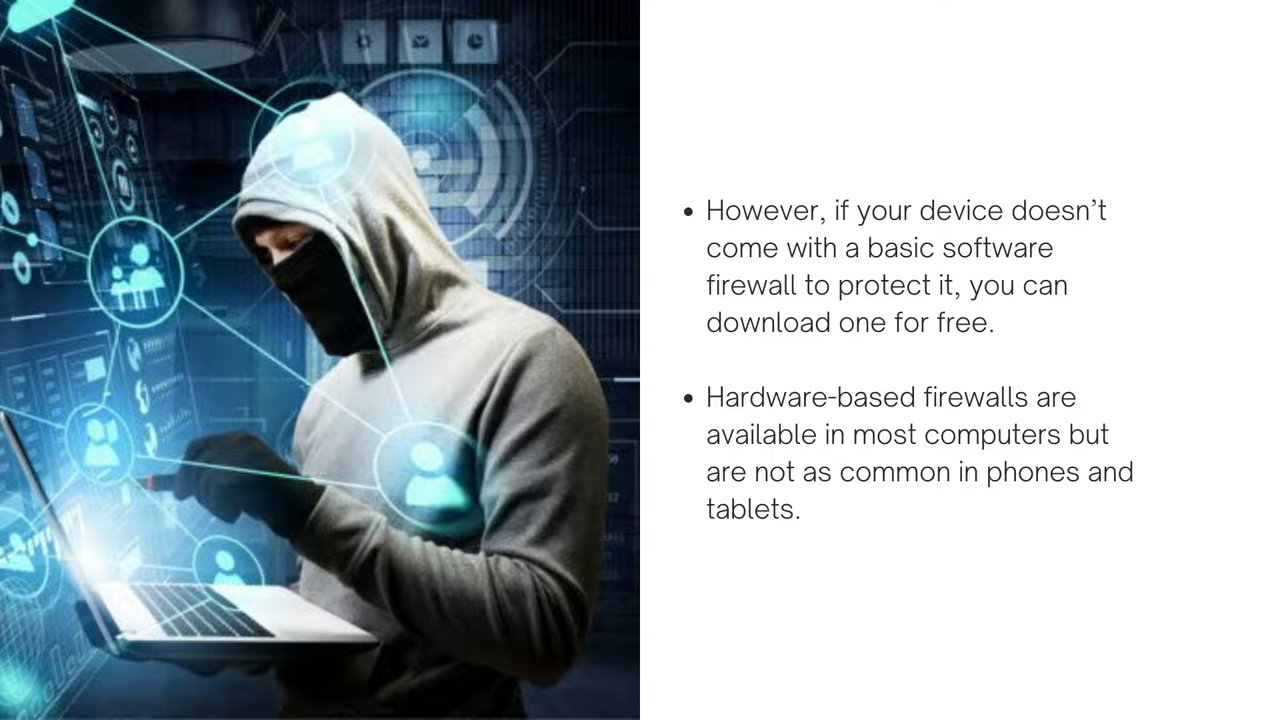 • However, if your device doesn’t
come with a basic software
firewall to protect it, you can
download one for free.
• Hardware-based firewalls are
available in most computers but
are not as common in phones and
tablets.